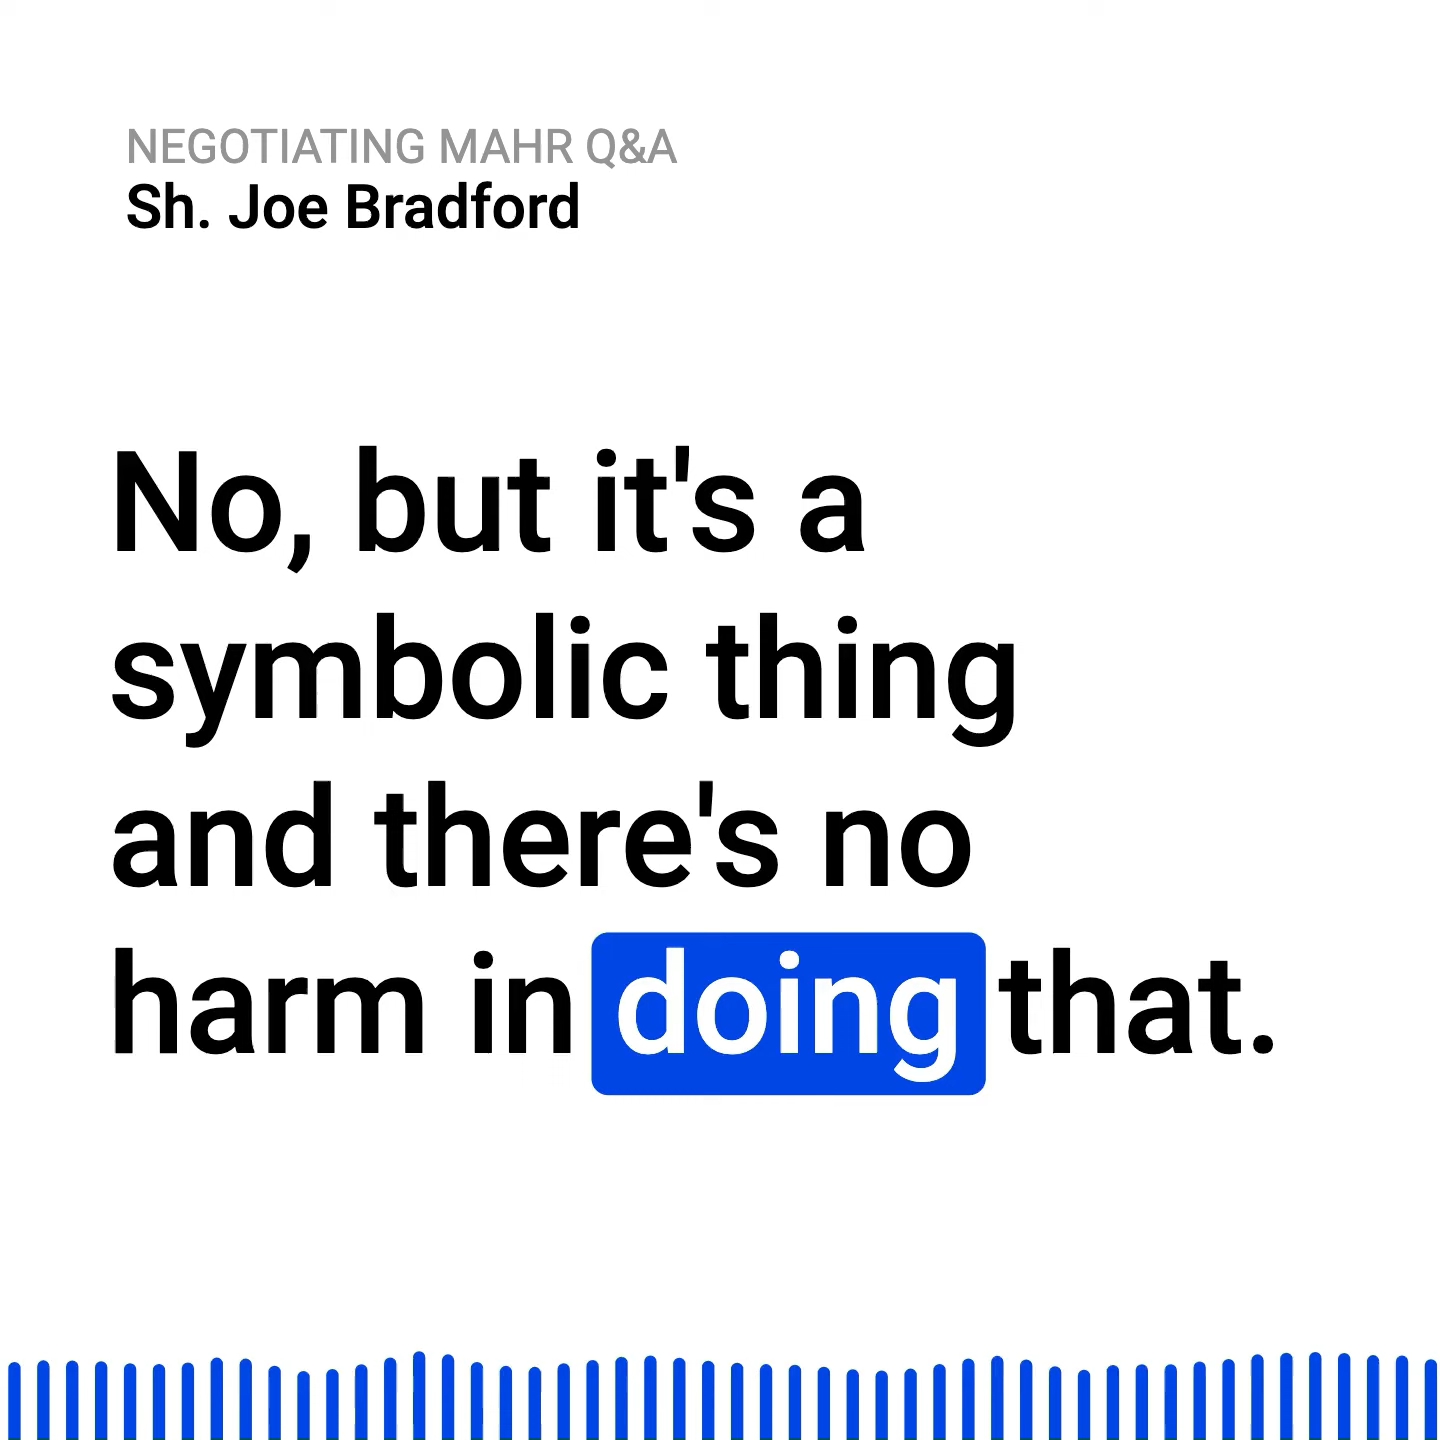 NEGOTIATING MAHR Q&A
Sh. Joe Bradford
No, but it's a
symbolic thing
and there's no
harm in doing that.